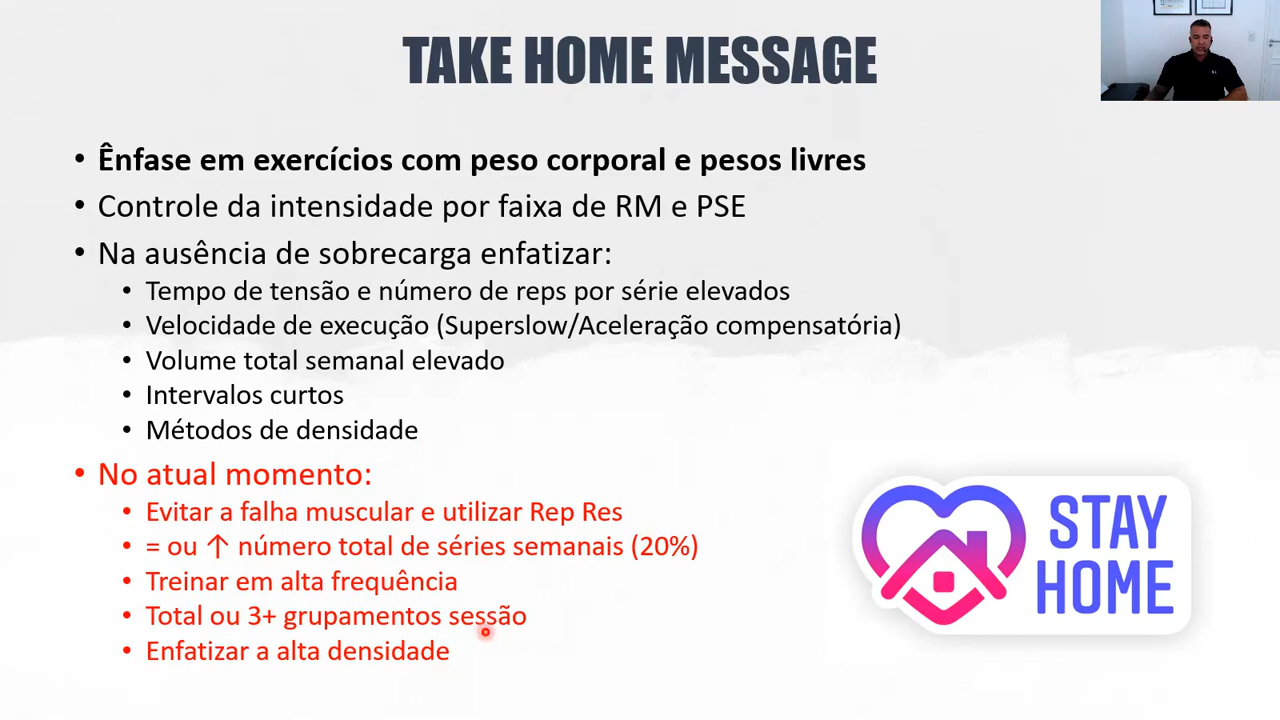 TAKE HOME MESSAGE
• Ênfase em exercícios com peso corporal e pesos livres
• Controle da intensidade por faixa de RM e PSE
• Na ausência de sobrecarga enfatizar:
• Tempo de tensão e número de reps por série elevados
• Velocidade de execução (Superslow/Aceleração compensatória)
• Volume total semanal elevado
• Intervalos curtos
• Métodos de densidade
• No atual momento:
• Evitar a falha muscular e utilizar Rep Res
• = ou ↑ número total de séries semanais (20%)
• Treinar em alta frequência
• Total ou 3+ grupamentos sessão
• Enfatizar a alta densidade
STAY
HOME